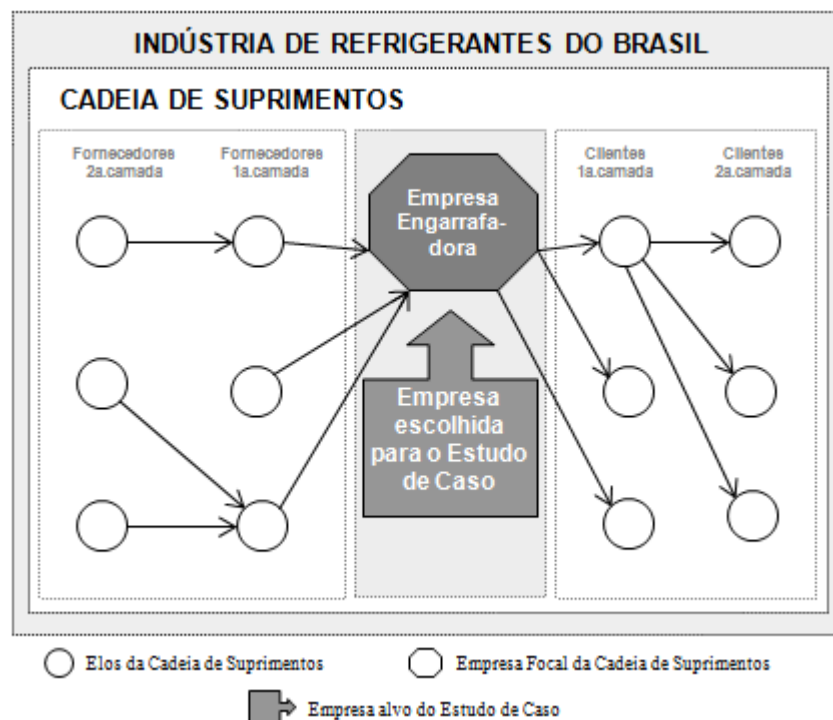 INDÚSTRIA DE REFRIGERANTES DO BRASIL
CADEIA DE SUPRIMENTOS
Fornecedores
2a.camada
Fornecedores
1a.camada
Clientes
1a.camada
Clientes
2a.camada
Empresa
Engarrafa-
dora
Empresa
escolhida
para o Estudo
de Caso
Elos da Cadeia de Suprimentos
Empresa Focal da Cadeia de Suprimentos
Empresa alvo do Estudo de Caso